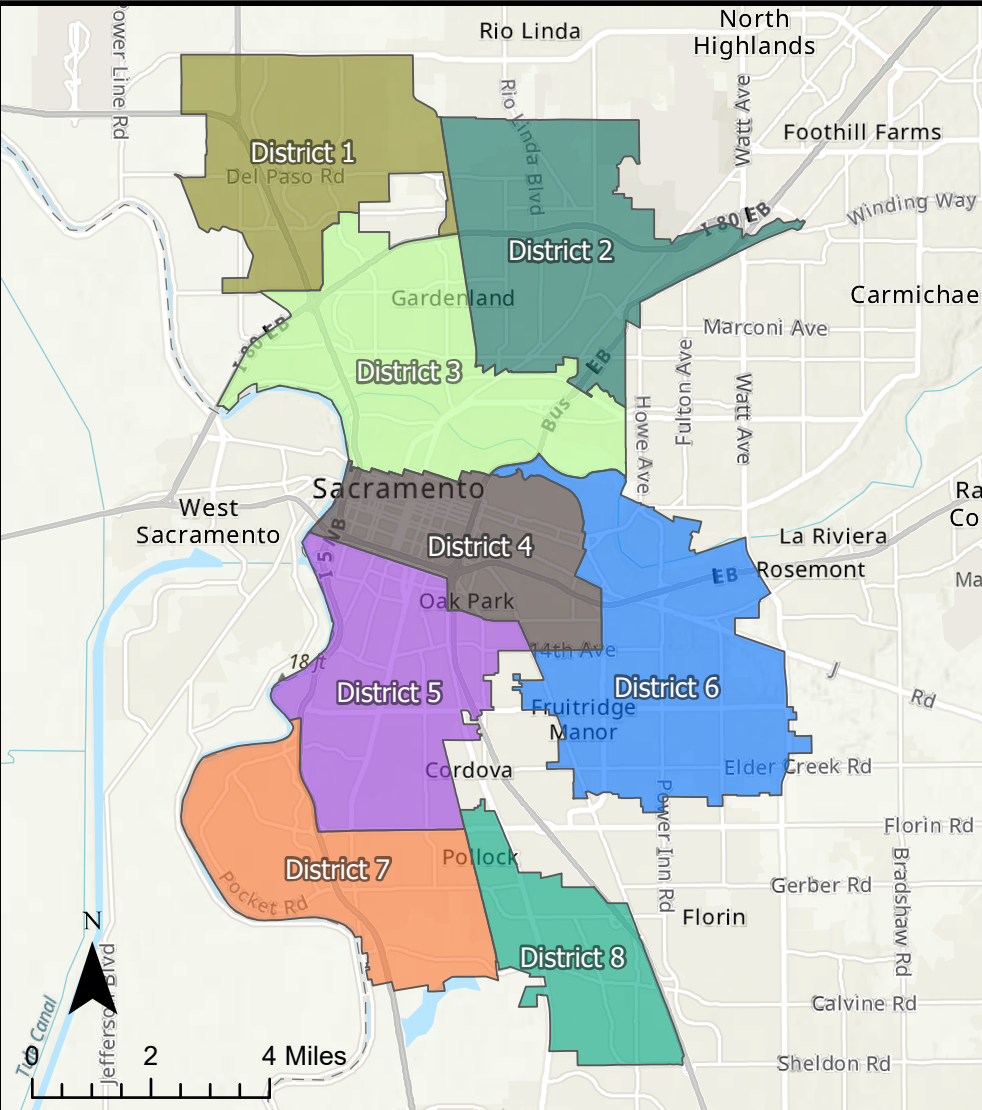 Power Line Rd
Rio Linda
North
Highlands
Rio Linda Blvd
Watt Ave
Foothill Farms
District 1
Del Paso Rd
I 80 EB
Winding Way
District 2
Gardenland
Carmichae
I 80 EB
Marconi Ave
District 3
EB
Bus
Fulton Ave
Watt Ave
Howe Ave
Sacramento
West
Sacramento
Ra
Co
I 5 NB
District 4
La Riviera
EB
Rosemont
Ma
Oak Park
14th Ave
18 ft
District 5
District 6
J
Rd
Fruitridge
Manor
Cordova
Elder Creek Rd
Power Inn Rd
Florin Rd
District 7
Pollock
Pocket Rd
Gerber Rd
Bradshaw Rd
Florin
N
District 8
Jefferson Blvd
Calvine Rd
Tule Canal
0 2 4 Miles
Sheldon Rd